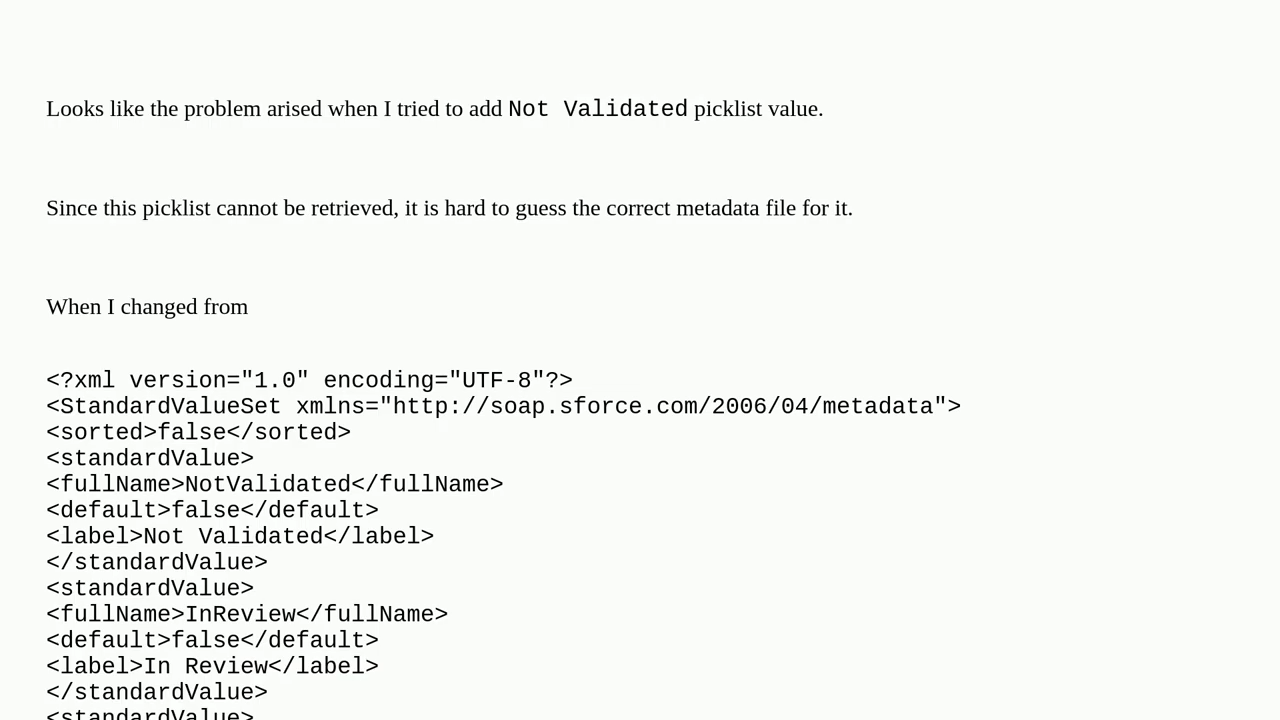 Looks like the problem arised when I tried to add Not Validated picklist value.
Since this picklist cannot be retrieved, it is hard to guess the correct metadata file for it.
When I changed from
<?xml version="1.0" encoding="UTF-8"?>
<StandardValueSet xmlns="http://soap.sforce.com/2006/04/metadata">
<sorted>false</sorted>
<standardValue>
<fullName>NotValidated</fullName>
<default>false</default>
<label>Not Validated</label>
</standardValue>
<standardValue>
<fullName>InReview</fullName>
<default>false</default>
<label>In Review</label>
</standardValue>
<standardValue>